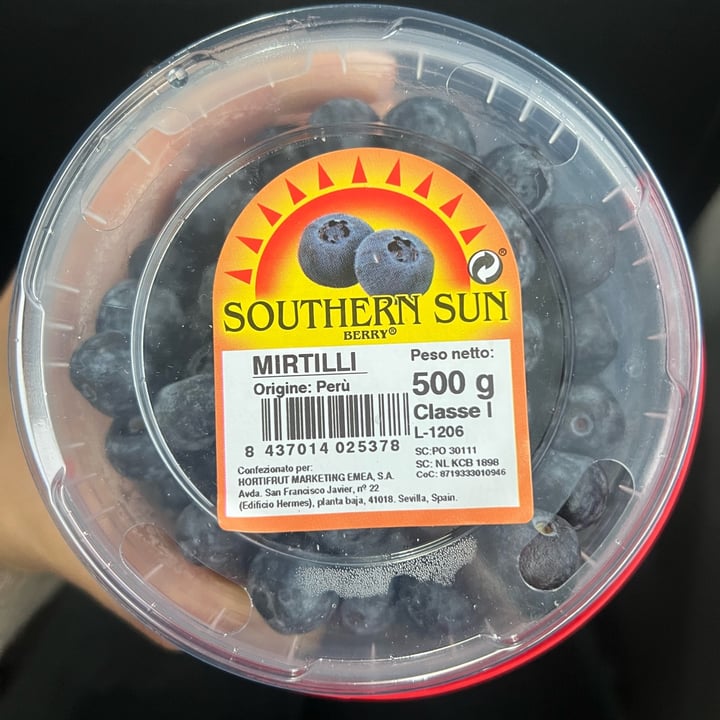 SOUTHERN SUN
BERRY®
MIRTILLI
Origine: Perù
8 437014 025378
Peso netto:
500 g
Classe I
L-1206
SC:PO 30111
SC: NL KCB 1898
CoC: 8719333010946
Confezionato per:
HORTIFRUT MARKETING EMEA, S.A.
Avda. San Francisco Javier, nº 22
(Edificio Hermes), planta baja, 41018. Sevilla, Spain.